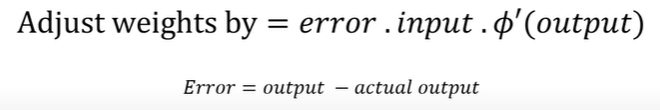 Adjust weights by = error . input . ϕ′(output)
Error = output − actual output